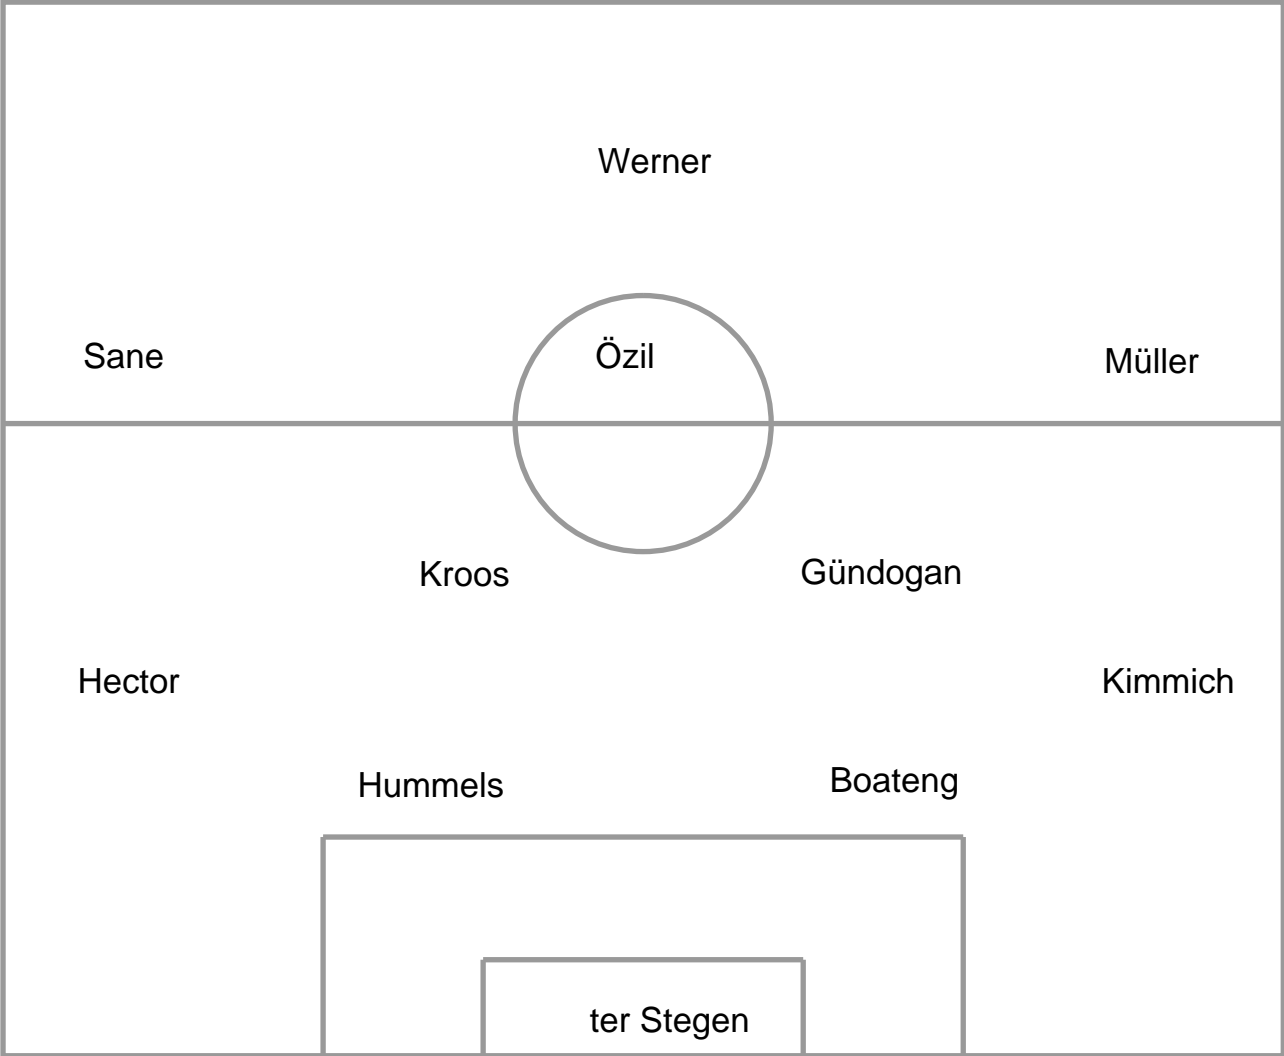 Werner
Sane
Özil
Müller
Kroos
Gündogan
Hector
Kimmich
Hummels
Boateng
ter Stegen